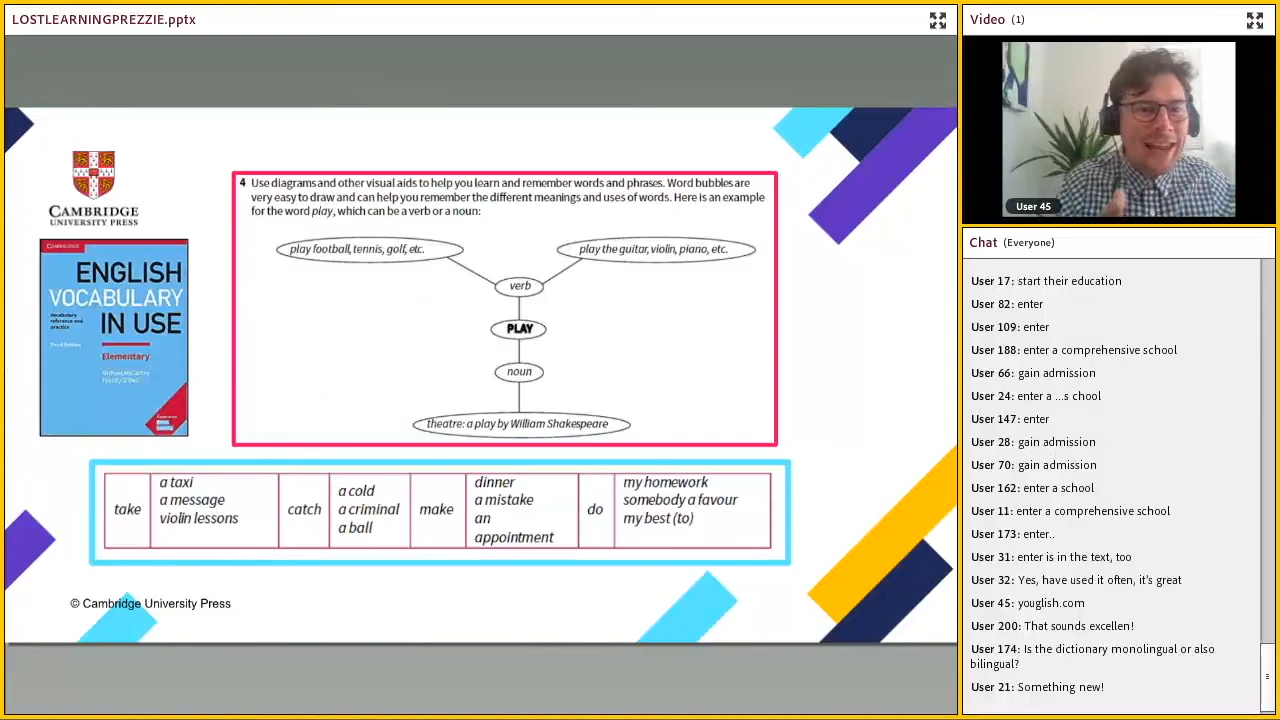 LOSTLEARNINGPREZZIE.pptx
CAMBRIDGE
UNIVERSITY PRESS
CAMBRIDGE
ENGLISH
VOCABULARY
IN USE
Vocabulary
reference and
practice
Elementary
4 Use diagrams and other visual aids to help you learn and remember words and phrases. Word bubbles are
very easy to draw and can help you remember the different meanings and uses of words. Here is an example
for the word play, which can be a verb or a noun:
play football, tennis, golf, etc.
play the guitar, violin, piano, etc.
verb
PLAY
noun
theatre: a play by William Shakespeare
take
a taxi
a message
violin lessons
catch
a cold
a criminal
a ball
make
dinner
a mistake
an
appointment
do
my homework
somebody a favour
my best (to)
© Cambridge University Press
Video (1)
User 45
Chat (Everyone)
User 17: start their education
User 82: enter
User 109: enter
User 188: enter a comprehensive school
User 66: gain admission
User 24: enter a ...s chool
User 147: enter
User 28: gain admission
User 70: gain admission
User 162: enter a school
User 11: enter a comprehensive school
User 173: enter..
User 31: enter is in the text, too
User 32: Yes, have used it often, it's great
User 45: youglish.com
User 200: That sounds excellen!
User 174: Is the dictionary monolingual or also
bilingual?
User 21: Something new!